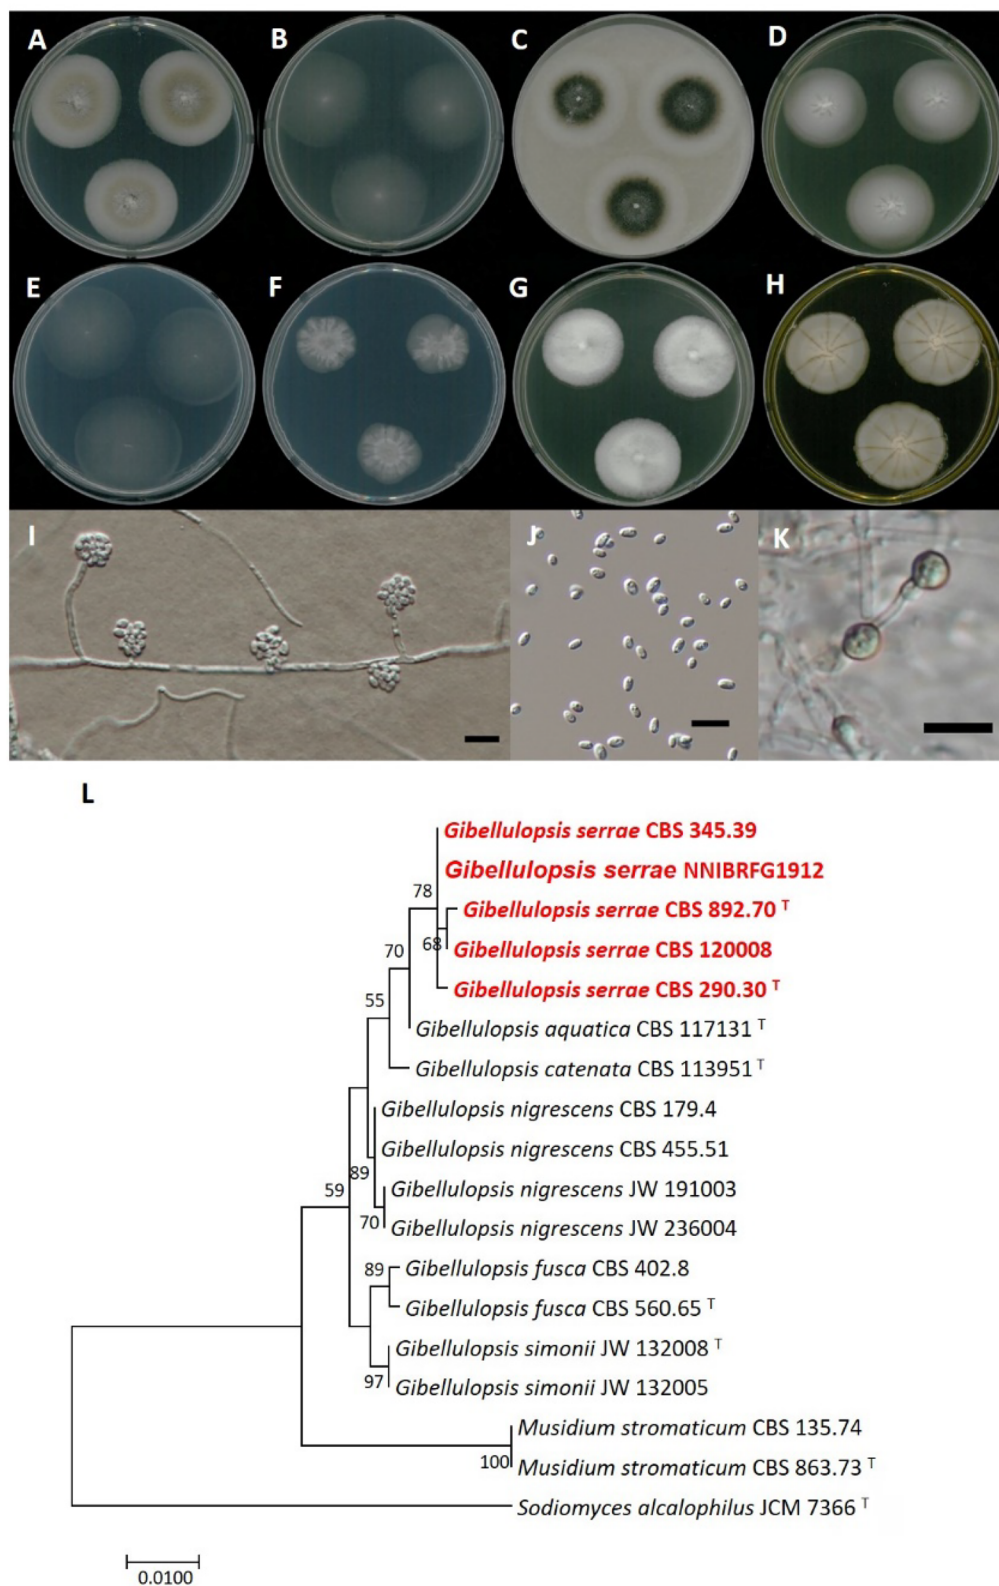 A B C D
E F G H
I J K
L
Gibellulopsis serrae CBS 345.39
Gibellulopsis serrae NNIBRFG1912
78
Gibellulopsis serrae CBS 892.70 T
68
Gibellulopsis serrae CBS 120008
70
Gibellulopsis serrae CBS 290.30 T
55
Gibellulopsis aquatica CBS 117131 T
Gibellulopsis catenata CBS 113951 T
Gibellulopsis nigrescens CBS 179.4
Gibellulopsis nigrescens CBS 455.51
89
59
Gibellulopsis nigrescens JW 191003
70
Gibellulopsis nigrescens JW 236004
89
Gibellulopsis fusca CBS 402.8
Gibellulopsis fusca CBS 560.65 T
Gibellulopsis simonii JW 132008 T
97
Gibellulopsis simonii JW 132005
Musidium stromaticum CBS 135.74
100
Musidium stromaticum CBS 863.73 T
Sodiomyces alcalophilus JCM 7366 T
0.0100